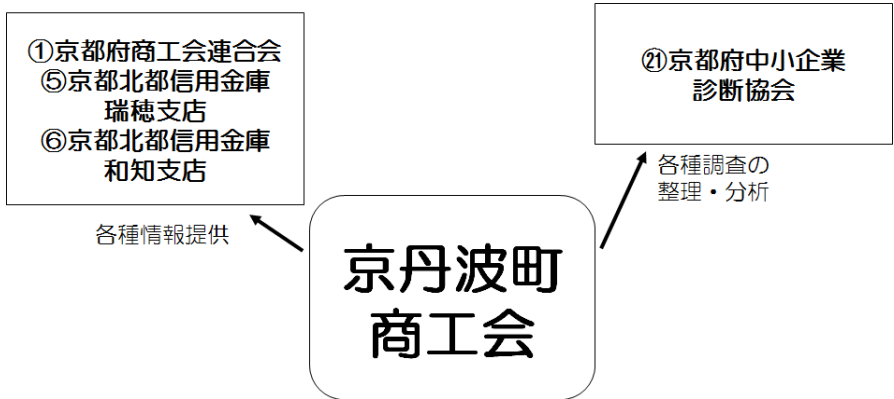 ①京都府商工会連合会
⑤京都北都信用金庫
瑞穂支店
⑥京都北都信用金庫
和知支店
㉑京都府中小企業
診断協会
各種調査の
整理・分析
各種情報提供
京丹波町
商工会